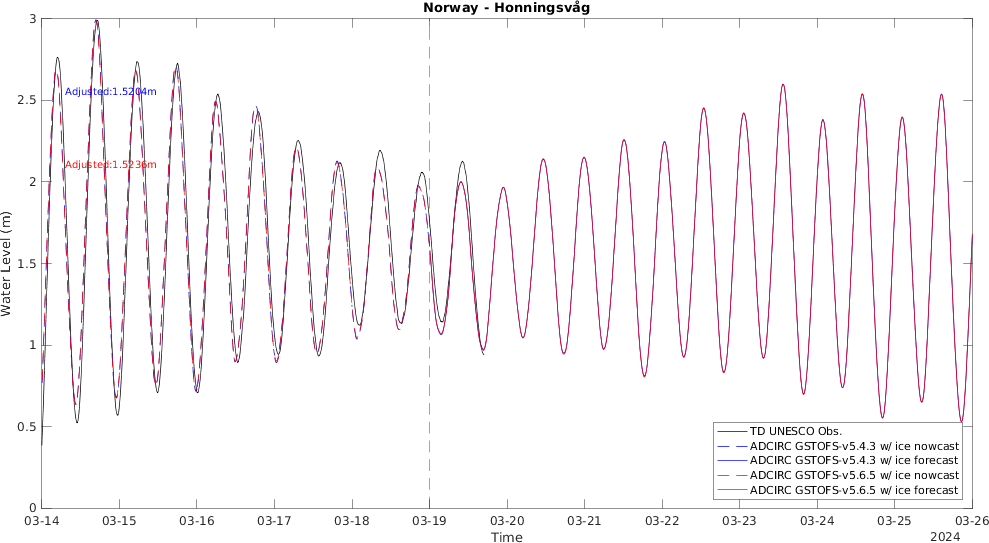 Norway - Honningsvåg
Water Level (m)
3
2.5
2
1.5
1
0.5
0
Adjusted:1.5204m
Adjusted:1.5236m
TD UNESCO Obs.
ADCIRC GSTOFS-v5.4.3 w/ ice nowcast
ADCIRC GSTOFS-v5.4.3 w/ ice forecast
ADCIRC GSTOFS-v5.6.5 w/ ice nowcast
ADCIRC GSTOFS-v5.6.5 w/ ice forecast
03-14 03-15 03-16 03-17 03-18 03-19 03-20 03-21 03-22 03-23 03-24 03-25 03-26
Time
2024